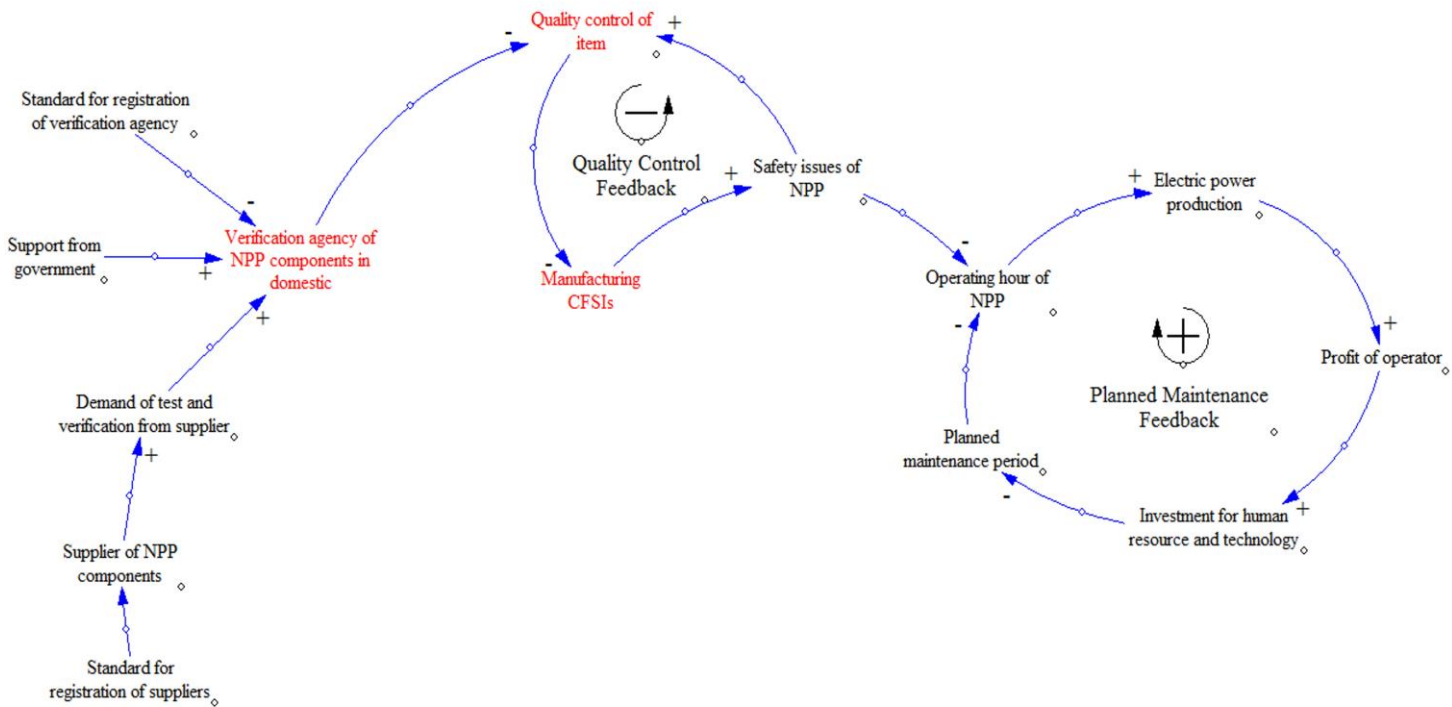 Quality control of
item
-
+
Standard for registration
of verification agency
-
Quality Control
Feedback
+
Safety issues of
NPP
Support from
government
+
Verification agency of
NPP components in
domestic
+
-
Manufacturing
CFSIs
-
Operating hour of
NPP
-
+
Electric power
production
+
Profit of operator
Planned Maintenance
Feedback
Demand of test and
verification from supplier
+
Planned
maintenance period
-
Investment for human
resource and technology
+
Supplier of NPP
components
Standard for
registration of suppliers